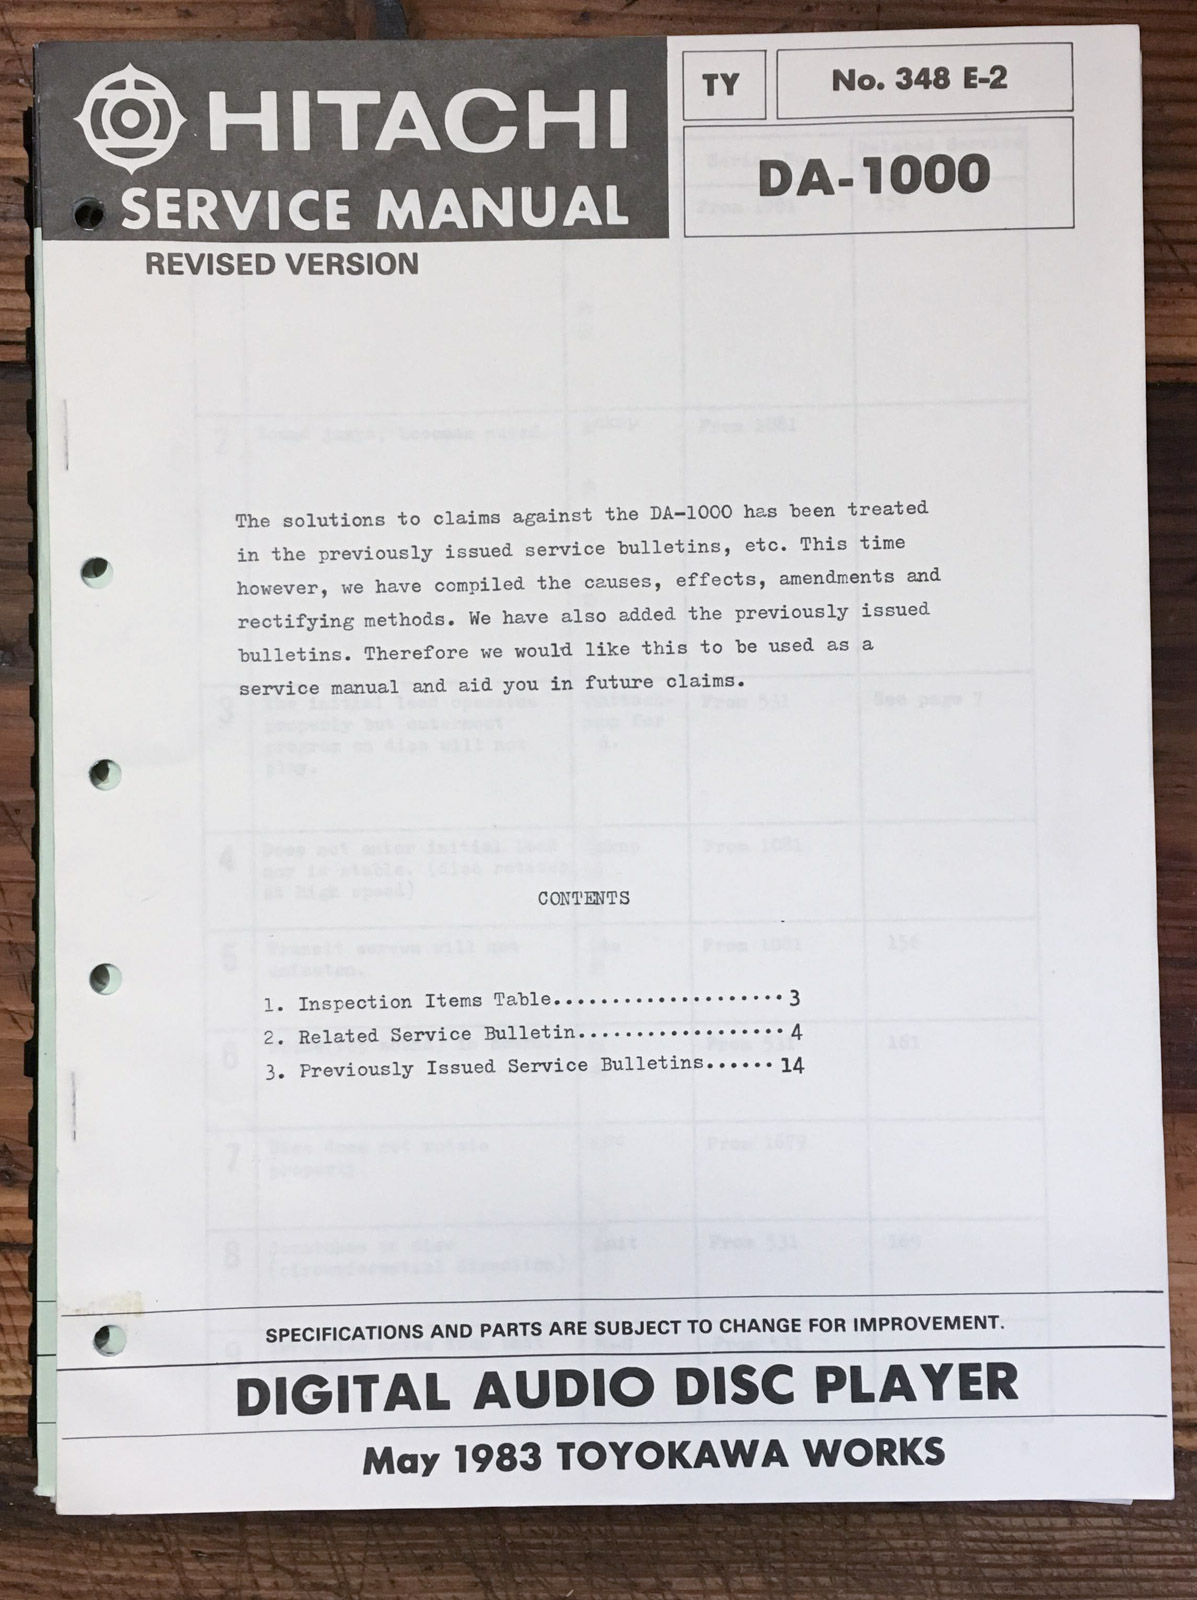 HITACHI
SERVICE MANUAL
TY
No. 348 E-2
DA-1000
REVISED VERSION
The solutions to claims against the DA-1000 has been treated
in the previously issued service bulletins, etc. This time
however, we have compiled the causes, effects, amendments and
rectifying methods. We have also added the previously issued
bulletins. Therefore we would like this to be used as a
service manual and aid you in future claims.
CONTENTS
1. Inspection Items Table.....................3
2. Related Service Bulletin...................4
3. Previously Issued Service Bulletins......14
SPECIFICATIONS AND PARTS ARE SUBJECT TO CHANGE FOR IMPROVEMENT.
DIGITAL AUDIO DISC PLAYER
May 1983 TOYOKAWA WORKS